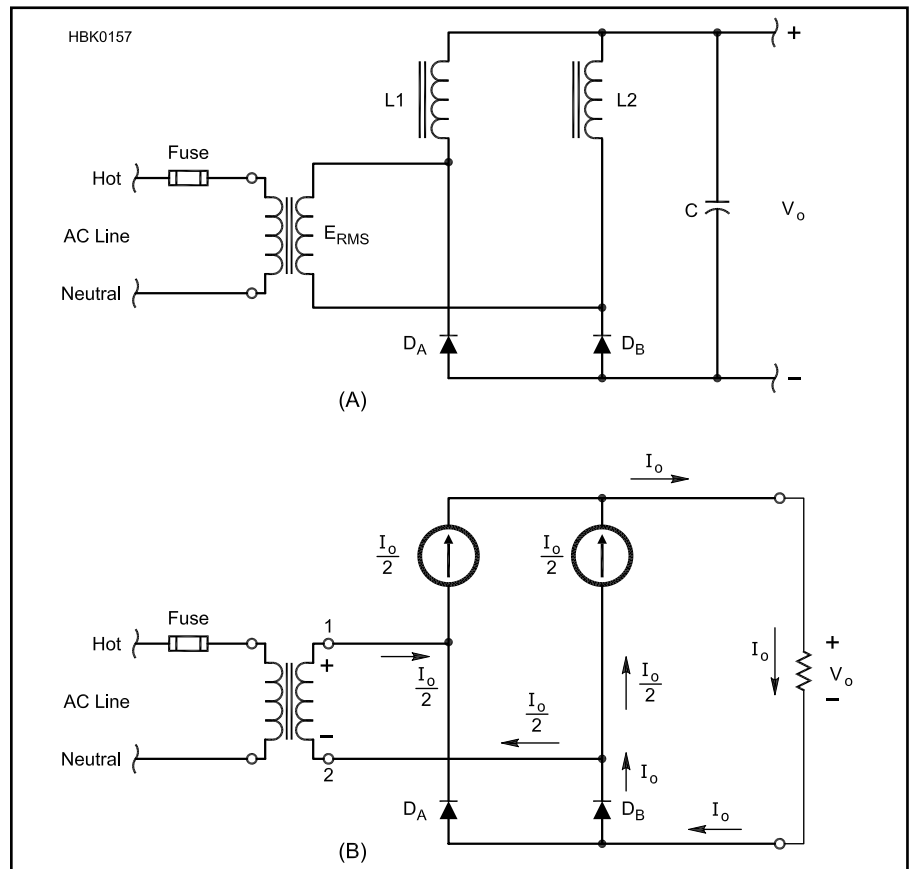 HBK0157
+
L1
L2
Fuse
Hot
C
V_o
E_RMS
AC Line
Neutral
D_A
D_B
–
(A)
I_o
I_o/2
I_o/2
Fuse
1
Hot
+
I_o/2
I_o/2
I_o
+
V_o
–
AC Line
I_o/2
–
Neutral
2
I_o
D_A
D_B
I_o
(B)